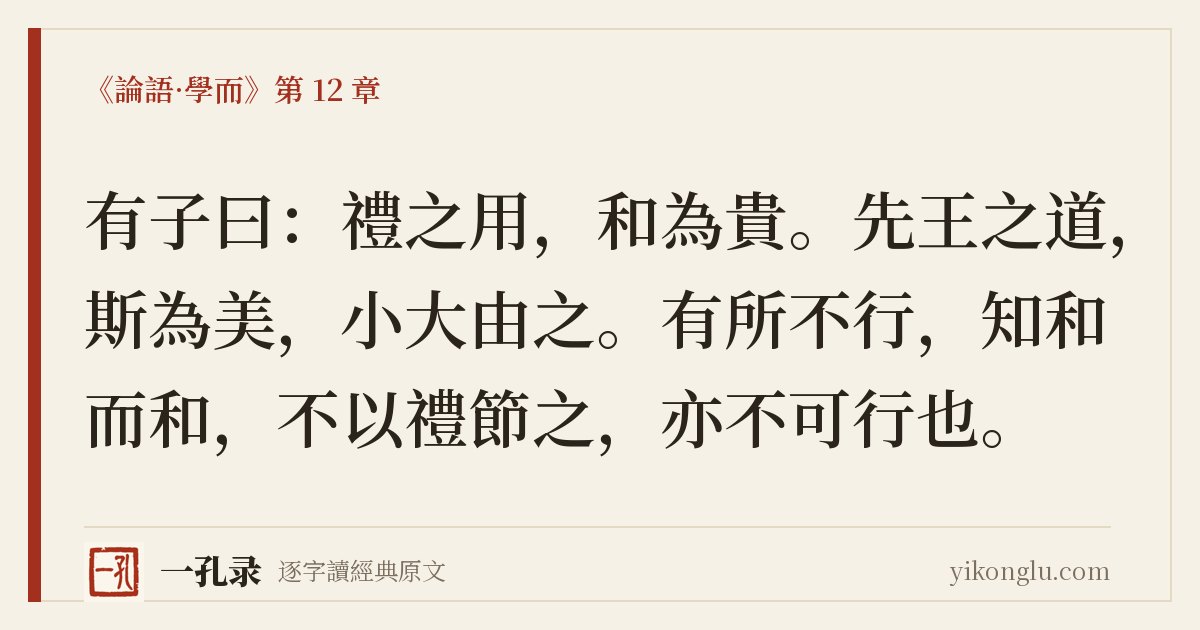 《論語·學而》第 12 章
有子曰：禮之用，和為貴。先王之道，
斯為美，小大由之。有所不行，知和
而和，不以禮節之，亦不可行也。
一孔
一孔录 逐字讀經典原文
yikonglu.com